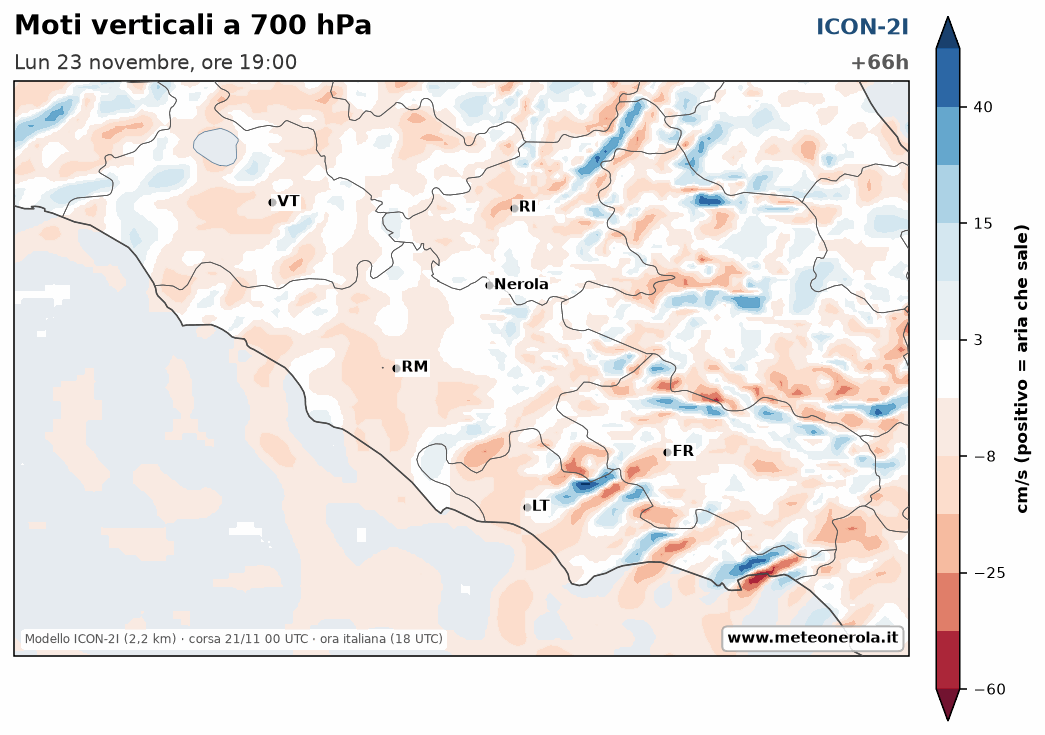 Moti verticali a 700 hPa
ICON-2I
Lun 23 novembre, ore 19:00
+66h
40
15
3
−8
−25
−60
cm/s (positivo = aria che sale)
VT
RI
Nerola
RM
FR
LT
Modello ICON-2I (2,2 km) · corsa 21/11 00 UTC · ora italiana (18 UTC)
www.meteonerola.it